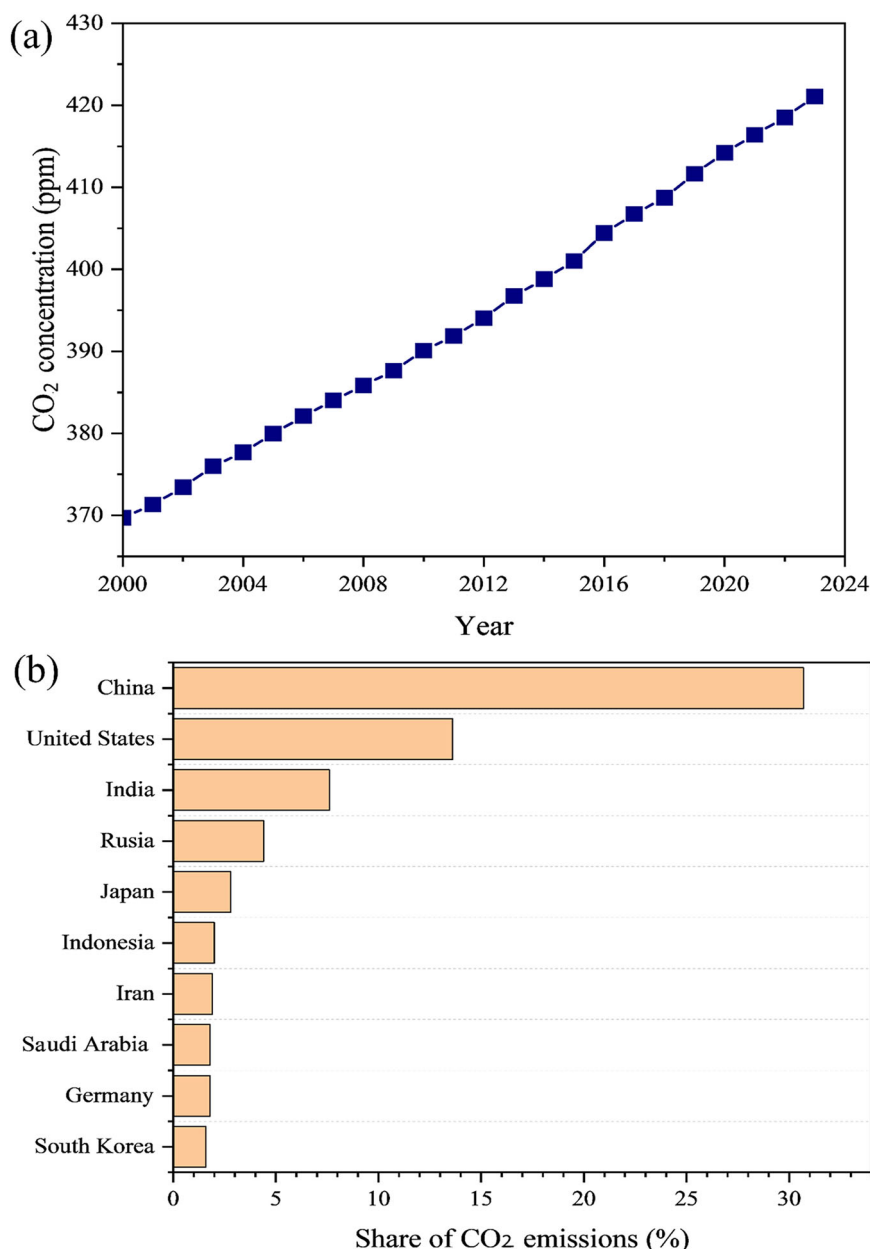 (a)
430
420
410
400
390
380
370
CO₂ concentration (ppm)
2000 2004 2008 2012 2016 2020 2024
Year
(b)
China
United States
India
Rusia
Japan
Indonesia
Iran
Saudi Arabia
Germany
South Korea
0 5 10 15 20 25 30
Share of CO₂ emissions (%)